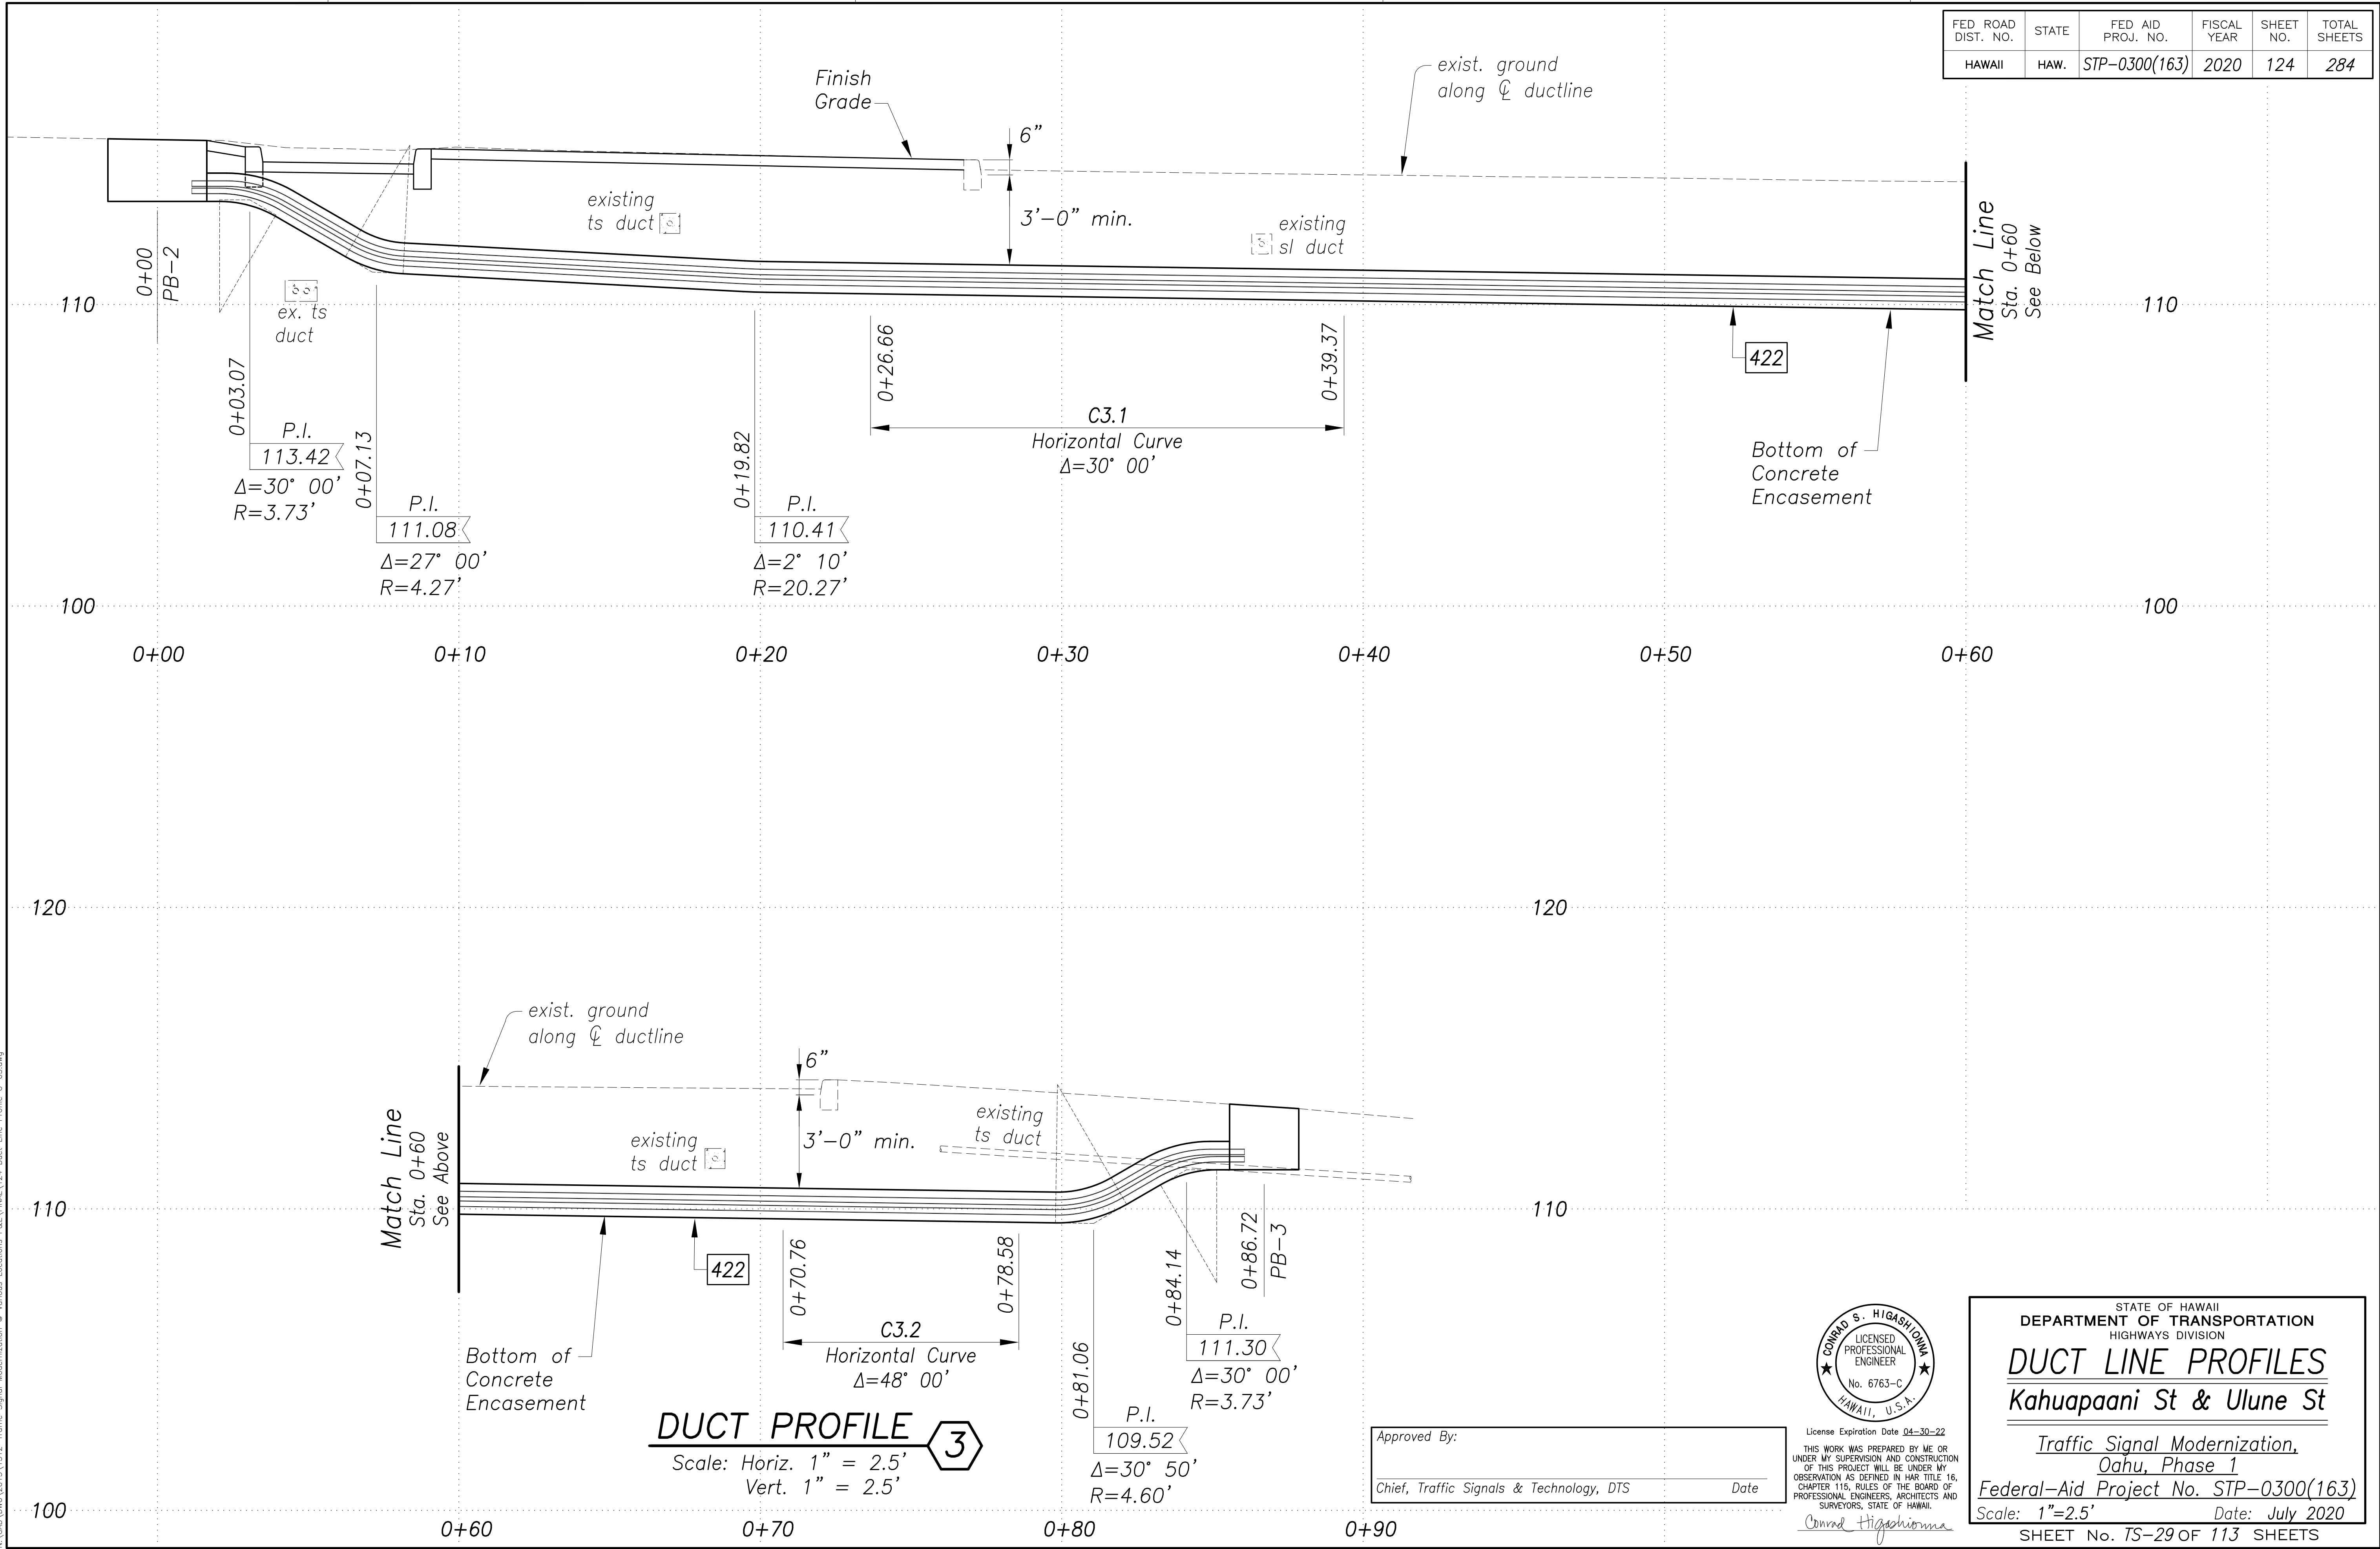 FED ROAD DIST. NO.
STATE
FED AID PROJ. NO.
FISCAL YEAR
SHEET NO.
TOTAL SHEETS
HAWAII
HAW.
STP-0300(163)
2020
124
284
Finish
Grade
exist. ground
along ℄ ductline
6”
3’-0” min.
existing
ts duct
existing
sl duct
ex. ts
duct
0+00
PB-2
110
110
Match Line
Sta. 0+60
See Below
0+03.07
P.I.
113.42
Δ=30° 00’
R=3.73’
0+07.13
P.I.
111.08
Δ=27° 00’
R=4.27’
0+19.82
P.I.
110.41
Δ=2° 10’
R=20.27’
0+26.66
0+39.37
C3.1
Horizontal Curve
Δ=30° 00’
422
Bottom of
Concrete
Encasement
100
100
0+00
0+10
0+20
0+30
0+40
0+50
0+60
120
120
exist. ground
along ℄ ductline
6”
3’-0” min.
existing
ts duct
existing
ts duct
Match Line
Sta. 0+60
See Above
110
110
422
0+70.76
0+78.58
C3.2
Horizontal Curve
Δ=48° 00’
Bottom of
Concrete
Encasement
0+81.06
P.I.
109.52
Δ=30° 50’
R=4.60’
0+84.14
P.I.
111.30
Δ=30° 00’
R=3.73’
0+86.72
PB-3
DUCT PROFILE 3
Scale: Horiz. 1” = 2.5’
Vert. 1” = 2.5’
100
0+60
0+70
0+80
0+90
Approved By:
Chief, Traffic Signals & Technology, DTS
Date
CONRAD S. HIGASHIONNA
LICENSED
PROFESSIONAL
ENGINEER
No. 6763-C
HAWAII, U.S.A.
License Expiration Date 04-30-22
THIS WORK WAS PREPARED BY ME OR
UNDER MY SUPERVISION AND CONSTRUCTION
OF THIS PROJECT WILL BE UNDER MY
OBSERVATION AS DEFINED IN HAR TITLE 16,
CHAPTER 115, RULES OF THE BOARD OF
PROFESSIONAL ENGINEERS, ARCHITECTS AND
SURVEYORS, STATE OF HAWAII.
Conrad Higashionna
STATE OF HAWAII
DEPARTMENT OF TRANSPORTATION
HIGHWAYS DIVISION
DUCT LINE PROFILES
Kahuapaani St & Ulune St
Traffic Signal Modernization,
Oahu, Phase 1
Federal-Aid Project No. STP-0300(163)
Scale: 1”=2.5’
Date: July 2020
SHEET No. TS-29 OF 113 SHEETS